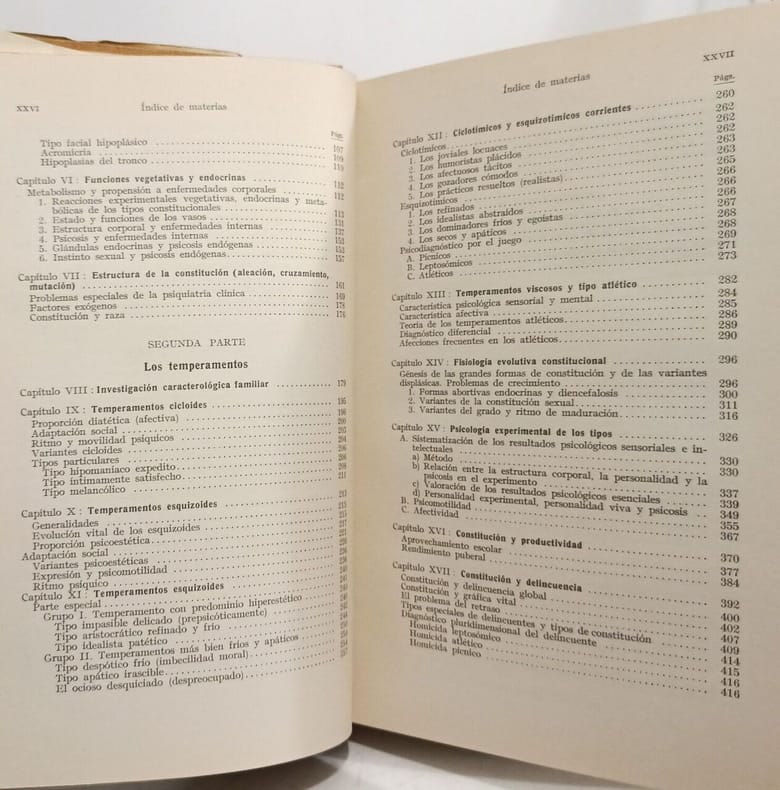 XXVI Índice de materias
Pág.
Tipo facial hipoplásico 107
Acromicria 109
Hipoplasias del tronco 110
Capítulo VI : Funciones vegetativas y endocrinas 112
Metabolismo y propensión a enfermedades corporales 112
1. Reacciones experimentales vegetativas, endocrinas y meta-
bólicas de los tipos constitucionales 113
2. Estado y funciones de los vasos 131
3. Estructura corporal y enfermedades internas 137
4. Psicosis y enfermedades internas 153
5. Glándulas endocrinas y psicosis endógenas 153
6. Instinto sexual y psicosis endógenas 157
Capítulo VII : Estructura de la constitución (aleación, cruzamiento,
mutación) 161
Problemas especiales de la psiquiatría clínica 169
Factores exógenos
Constitución y raza
SEGUNDA PARTE
Los temperamentos
Capítulo VIII : Investigación caracterológica familiar 179
Capítulo IX : Temperamentos cicloides
Proporción diatética (afectiva)
Adaptación social
Ritmo y movilidad psíquicos
Variantes cicloides
Tipos particulares
Tipo hipomaníaco expedito
Tipo íntimamente satisfecho
Tipo melancólico
Capítulo X : Temperamentos esquizoides
Generalidades
Evolución vital de los esquizoides
Proporción psicoestética
Adaptación social
Variantes psicoestéticas
Expresión y psicomotilidad
Ritmo psíquico
Capítulo XI : Temperamentos esquizoides
Parte especial
Grupo I. Temperamento con predominio hiperestético
Tipo impasible delicado (prepsicóticamente)
Tipo aristocrático refinado y frío
Tipo idealista patético
Grupo II. Temperamentos más bien fríos y apáticos
Tipo despótico frío (imbecilidad moral)
Tipo apático irascible
El ocioso desquiciado (despreocupado)
Índice de materias XXVII
Págs.
Capítulo XII : Ciclotímicos y esquizotímicos corrientes 260
Ciclotímicos 262
1. Los joviales locuaces 262
2. Los humoristas plácidos 262
3. Los afectuosos tácitos 263
4. Los gozadores cómodos 263
5. Los prácticos resueltos (realistas) 265
Esquizotímicos 266
1. Los refinados 266
2. Los idealistas abstraídos 266
3. Los dominadores fríos y egoístas 267
4. Los secos y apáticos 268
Psicodiagnóstico por el juego 268
A. Pícnicos 269
B. Leptosómicos 271
C. Atléticos 273
Capítulo XIII : Temperamentos viscosos y tipo atlético 282
Característica psicológica sensorial y mental 284
Característica afectiva 285
Teoría de los temperamentos atléticos 286
Diagnóstico diferencial 289
Afecciones frecuentes en los atléticos 290
Capítulo XIV : Fisiología evolutiva constitucional 296
Génesis de las grandes formas de constitución y de las variantes
displásicas. Problemas de crecimiento 296
1. Formas abortivas endocrinas y diencefalosis 300
2. Variantes de la constitución sexual 311
3. Variantes del grado y ritmo de maduración 316
Capítulo XV : Psicología experimental de los tipos 326
A. Sistematización de los resultados psicológicos sensoriales e in-
telectuales 330
a) Método 330
b) Relación entre la estructura corporal, la personalidad y la
psicosis en el experimento 337
c) Valoración de los resultados psicológicos esenciales 339
d) Personalidad experimental, personalidad viva y psicosis 349
B. Psicomotilidad 355
C. Afectividad 367
Capítulo XVI : Constitución y productividad 370
Aprovechamiento escolar 377
Rendimiento puberal 384
Capítulo XVII : Constitución y delincuencia 392
Constitución y delincuencia global 400
Constitución y gráfica vital 402
El problema del retraso 407
Tipos especiales de delincuentes y tipos de constitución 409
Diagnóstico pluridimensional del delincuente 414
Homicida leptosómico 415
Homicida atlético 416
Homicida pícnico 416